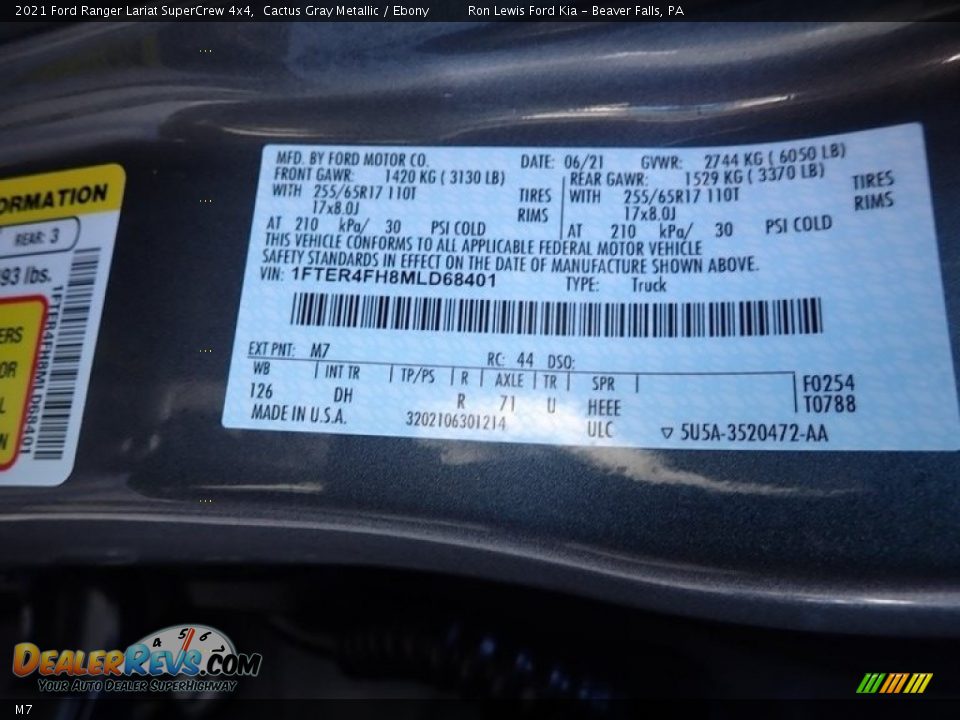 2021 Ford Ranger Lariat SuperCrew 4x4, Cactus Gray Metallic / Ebony Ron Lewis Ford Kia - Beaver Falls, PA
MFD. BY FORD MOTOR CO. DATE: 06/21 GVWR: 2744 KG ( 6050 LB)
FRONT GAWR: 1420 KG ( 3130 LB) REAR GAWR: 1529 KG ( 3370 LB)
WITH 255/65R17 110T TIRES WITH 255/65R17 110T TIRES
17x8.0J RIMS 17x8.0J RIMS
AT 210 kPa/ 30 PSI COLD AT 210 kPa/ 30 PSI COLD
THIS VEHICLE CONFORMS TO ALL APPLICABLE FEDERAL MOTOR VEHICLE
SAFETY STANDARDS IN EFFECT ON THE DATE OF MANUFACTURE SHOWN ABOVE.
VIN: 1FTER4FH8MLD68401 TYPE: Truck
EXT PNT: M7 RC: 44 DSO:
WB INT TR TP/PS R AXLE TR SPR F0254
126 DH R 71 U HEEE T0788
MADE IN U.S.A. 3202106301214 ULC ▽ 5U5A-3520472-AA
ORMATION
REAR: 3
93 lbs.
ERS
OR
L
N
1FTER4FH8MLD68401
4 5 6
DealerRevs.com
Your Auto Dealer SuperHighway
M7